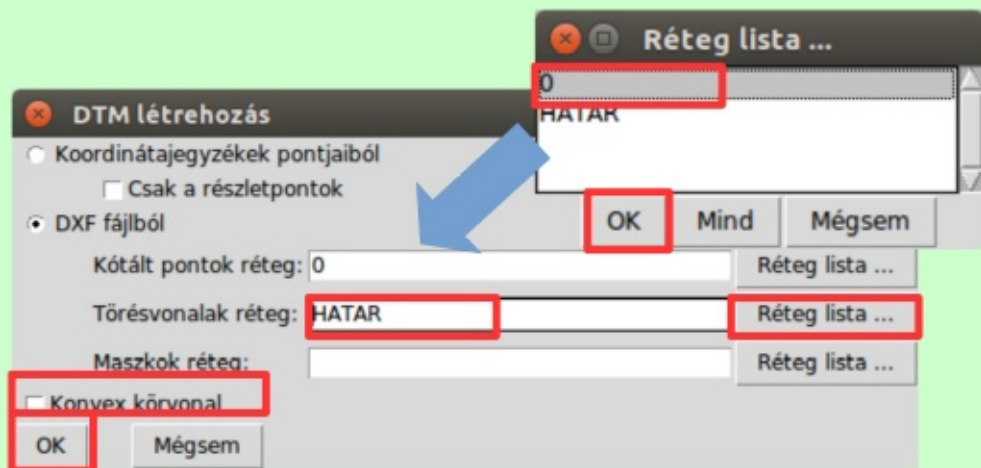 Réteg lista ...
0
HATAR
OK Mind Mégsem
DTM létrehozás
Koordinátajegyzékek pontjaiból
Csak a részletpontok
DXF fájlból
Kótált pontok réteg: 0 Réteg lista ...
Törésvonalak réteg: HATAR Réteg lista ...
Maszkok réteg: Réteg lista ...
Konvex körvonal
OK Mégsem